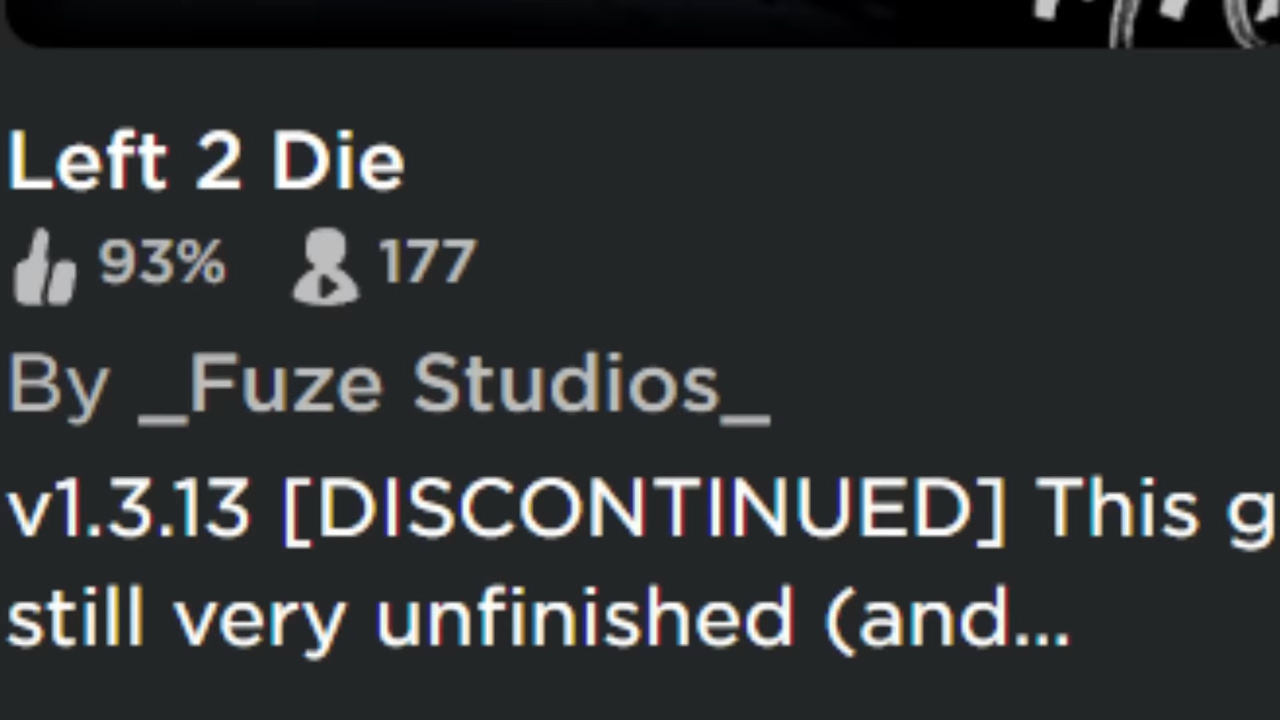 Left 2 Die
93% 177
By _Fuze Studios_
v1.3.13 [DISCONTINUED] This g
still very unfinished (and...